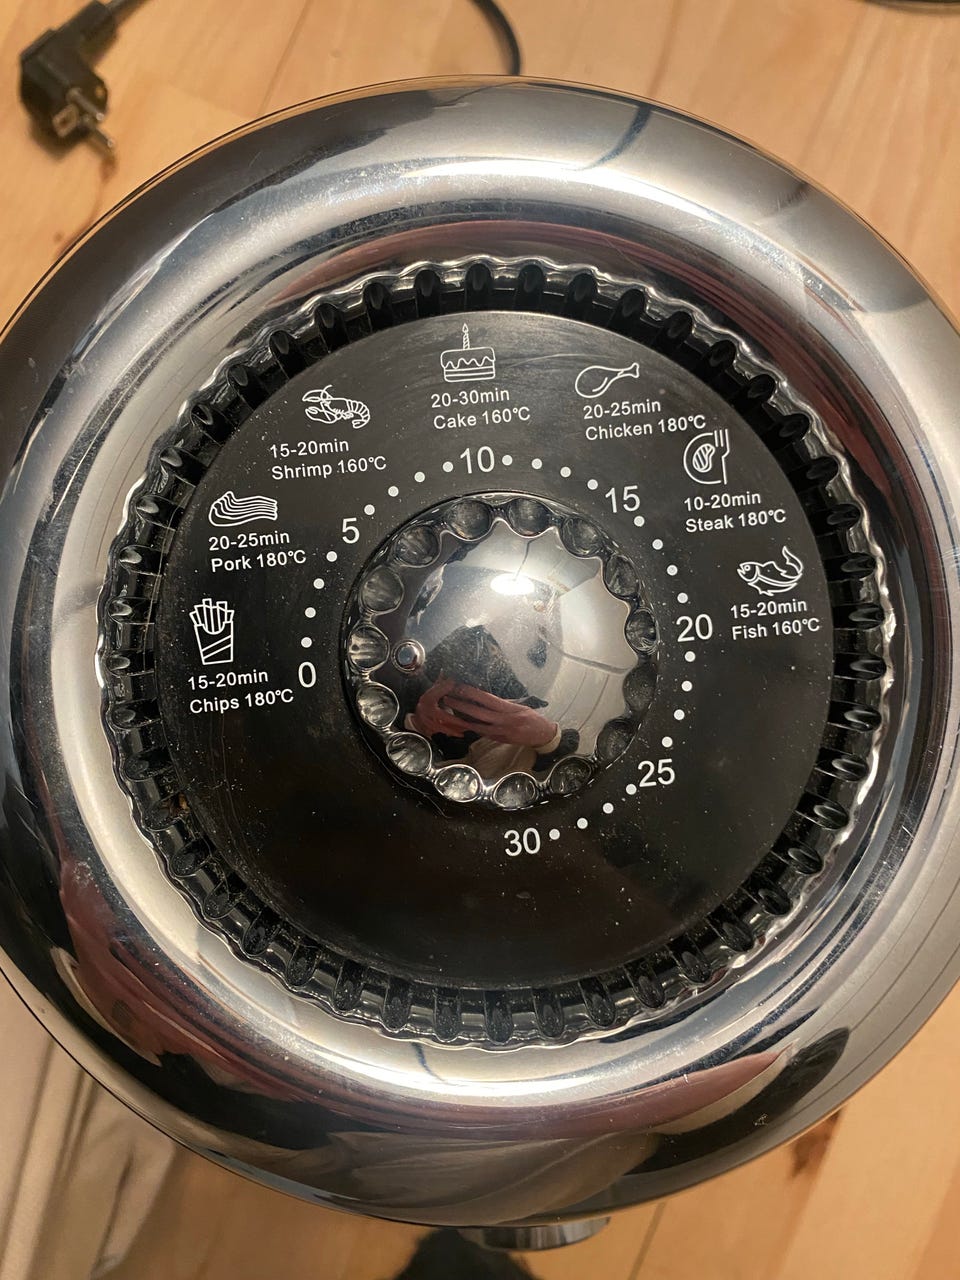 20-30min
Cake 160℃
20-25min
Chicken 180℃
15-20min
Shrimp 160℃
10-20min
Steak 180℃
20-25min
Pork 180℃
15-20min
Fish 160℃
15-20min
Chips 180℃
0
5
10
15
20
25
30